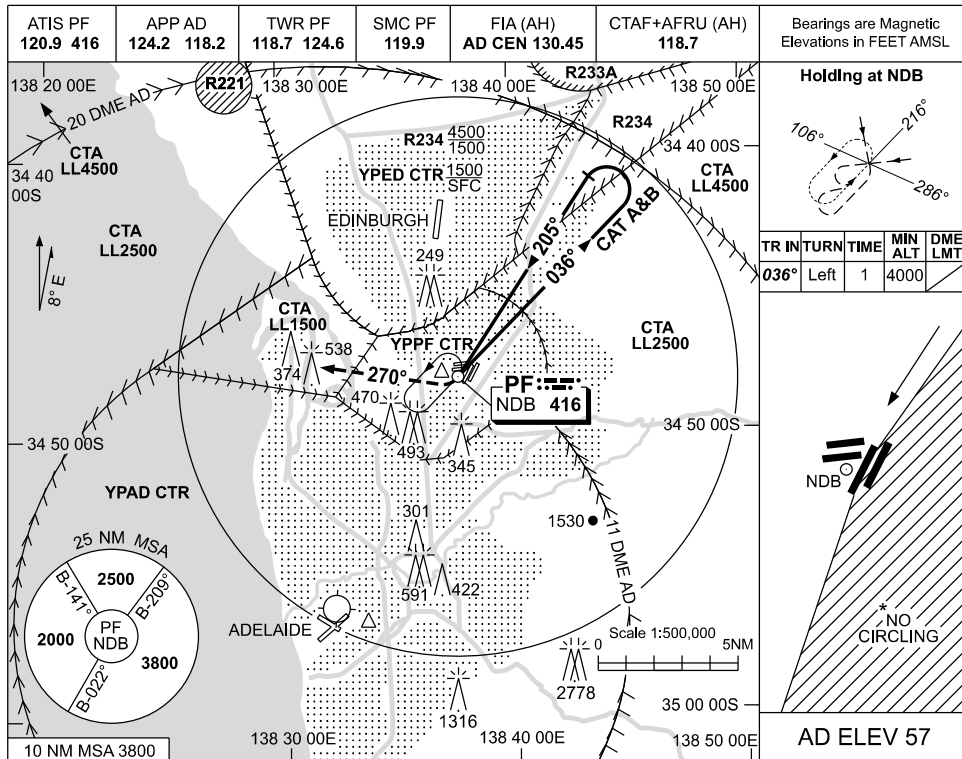 ATIS PF
120.9 416
APP AD
124.2 118.2
TWR PF
118.7 124.6
SMC PF
119.9
FIA (AH)
AD CEN 130.45
CTAF+AFRU (AH)
118.7
Bearings are Magnetic
Elevations in FEET AMSL
138 20 00E
R221
138 30 00E
138 40 00E
R233A
138 50 00E
20 DME AD
CTA
LL4500
34 40
00S
CTA
LL2500
8° E
R234 4500
1500
YPED CTR 1500
SFC
EDINBURGH
249
R234
34 40 00S
CTA
LL4500
205°
036°
CAT A&B
CTA
LL1500
538
374
270°
YPPF CTR
CTA
LL2500
PF
NDB 416
470
493
345
34 50 00S
34 50 00S
YPAD CTR
301
1530
11 DME AD
591
422
25 NM MSA
2500
B-141°
B-209°
PF
NDB
2000
3800
B-022°
ADELAIDE
Scale 1:500,000
0
5NM
2778
1316
35 00 00S
10 NM MSA 3800
138 30 00E
138 40 00E
138 50 00E
Holding at NDB
106°
216°
286°
TR IN
TURN
TIME
MIN
ALT
DME
LMT
036°
Left
1
4000
NDB
*NO
CIRCLING
AD ELEV 57